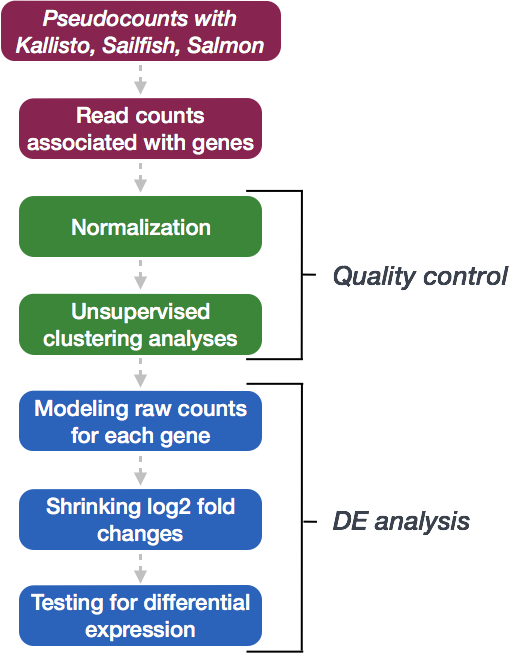 Pseudocounts with
Kallisto, Sailfish, Salmon
Read counts
associated with genes
Normalization
Quality control
Unsupervised
clustering analyses
Modeling raw counts
for each gene
Shrinking log2 fold
changes
DE analysis
Testing for differential
expression